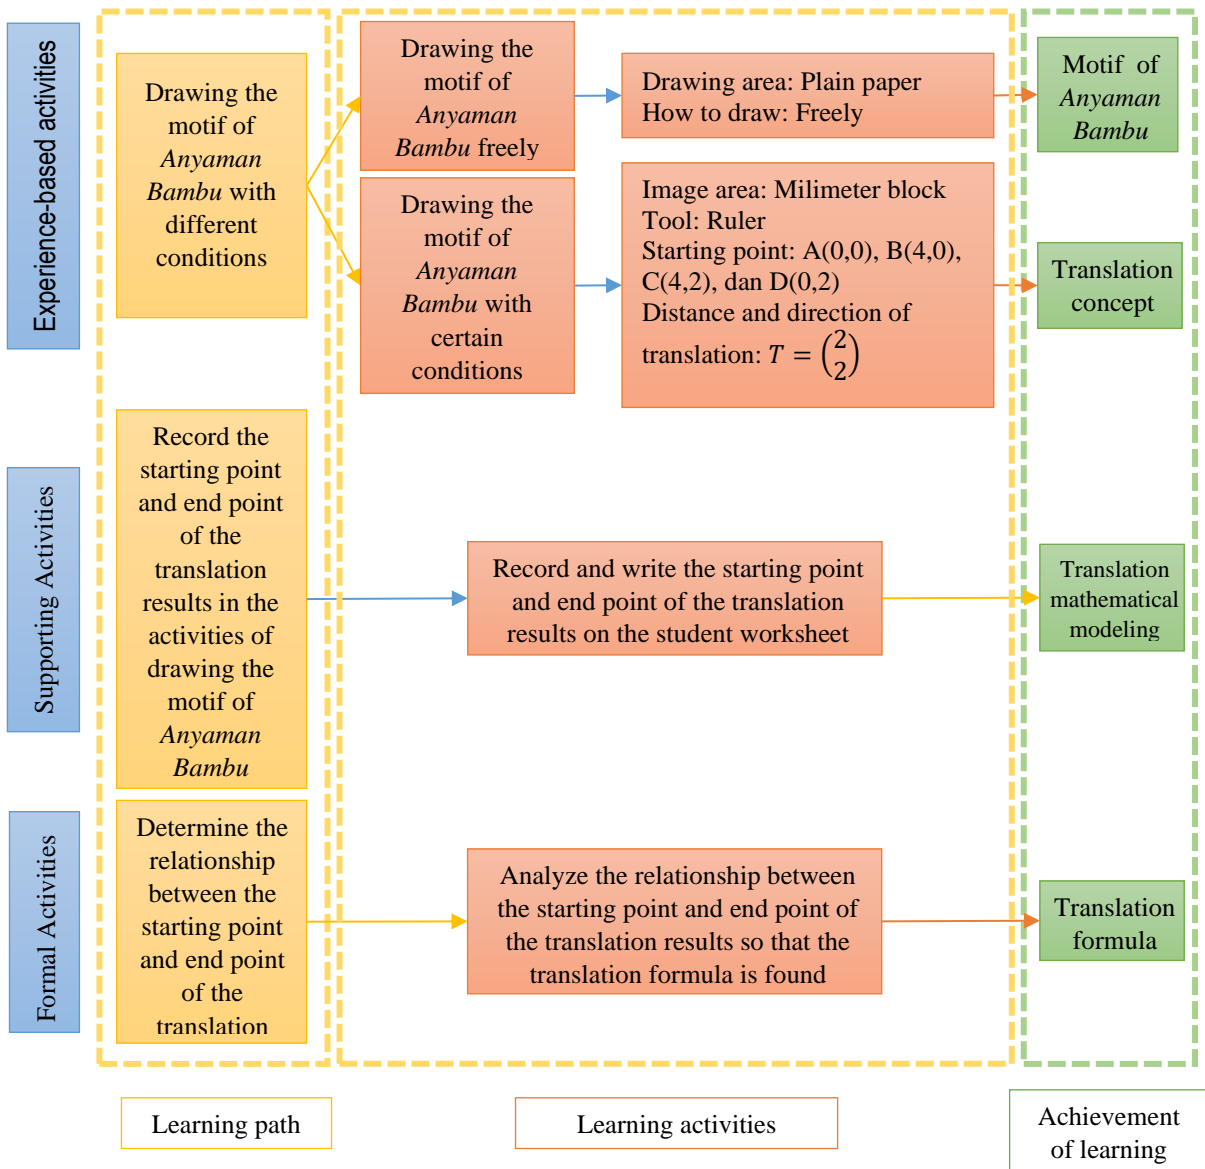 Experience-based activities
Drawing the
motif of
Anyaman
Bambu with
different
conditions
Drawing the
motif of
Anyaman
Bambu freely
Drawing area: Plain paper
How to draw: Freely
Motif of
Anyaman
Bambu
Drawing the
motif of
Anyaman
Bambu with
certain
conditions
Image area: Milimeter block
Tool: Ruler
Starting point: A(0,0), B(4,0),
C(4,2), dan D(0,2)
Distance and direction of
translation: T = (2
2)
Translation
concept
Supporting Activities
Record the
starting point
and end point
of the
translation
results in the
activities of
drawing the
motif of
Anyaman
Bambu
Record and write the starting point
and end point of the translation
results on the student worksheet
Translation
mathematical
modeling
Formal Activities
Determine the
relationship
between the
starting point
and end point
of the
translation
Analyze the relationship between
the starting point and end point of
the translation results so that the
translation formula is found
Translation
formula
Learning path
Learning activities
Achievement
of learning